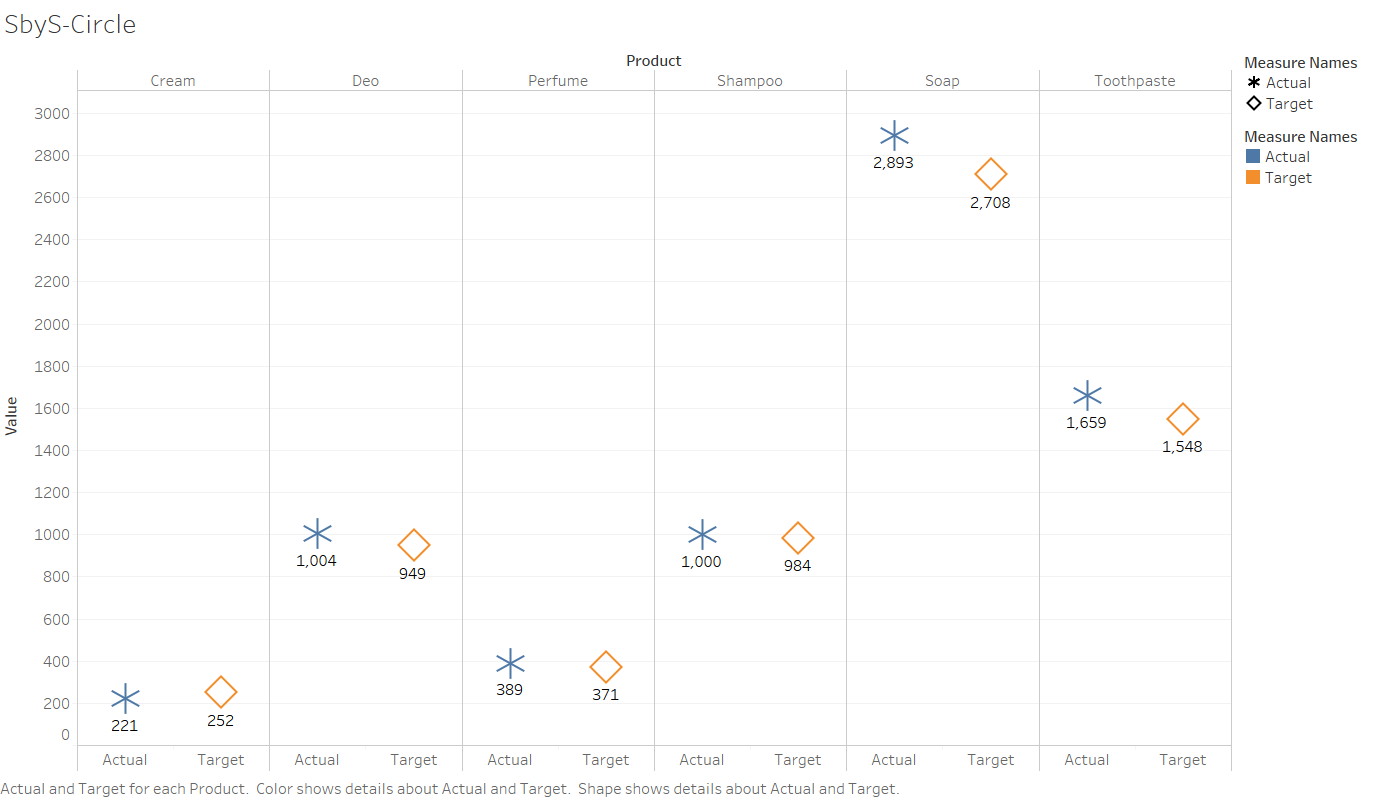 SbyS-Circle
Product
Cream Deo Perfume Shampoo Soap Toothpaste
Measure Names
Actual
Target
Measure Names
Actual
Target
Value
3000
2800
2600
2400
2200
2000
1800
1600
1400
1200
1000
800
600
400
200
0
221 252
1,004 949
389 371
1,000 984
2,893 2,708
1,659 1,548
Actual Target Actual Target Actual Target Actual Target Actual Target Actual Target
Actual and Target for each Product. Color shows details about Actual and Target. Shape shows details about Actual and Target.